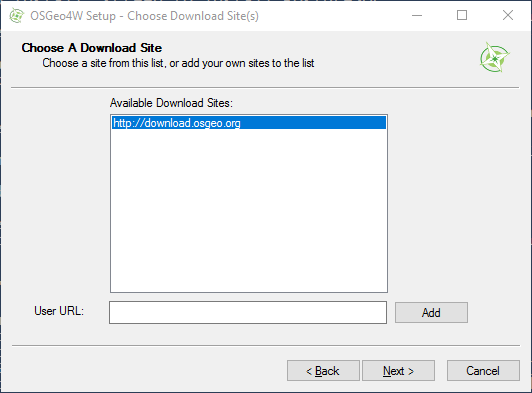 OSGeo4W Setup - Choose Download Site(s)
Choose A Download Site
Choose a site from this list, or add your own sites to the list
Available Download Sites:
http://download.osgeo.org
User URL:
Add
< Back
Next >
Cancel